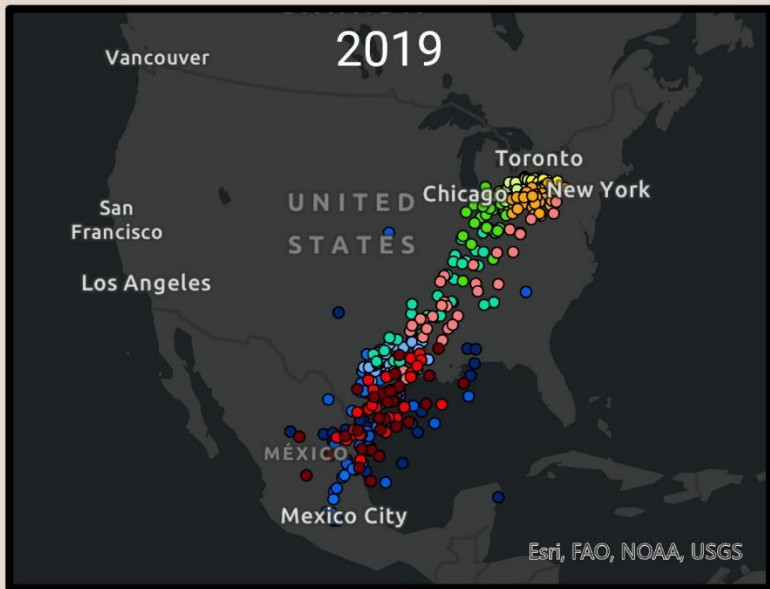 2019
Vancouver
Toronto
Chicago
New York
UNITED
STATES
San
Francisco
Los Angeles
MÉXICO
Mexico City
Esri, FAO, NOAA, USGS